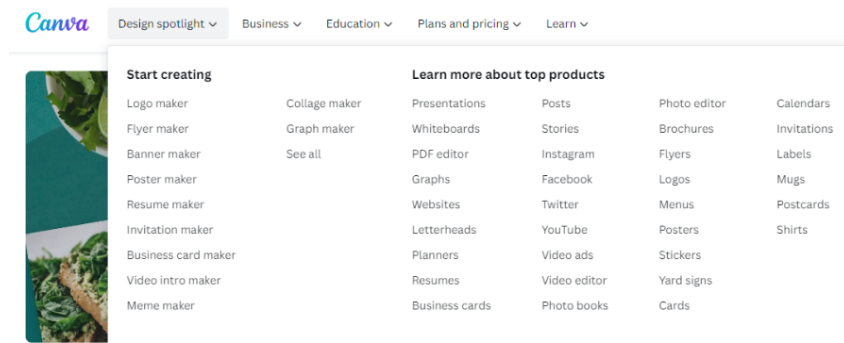 Canva
Design spotlight
Business
Education
Plans and pricing
Learn
Start creating
Logo maker
Flyer maker
Banner maker
Poster maker
Resume maker
Invitation maker
Business card maker
Video intro maker
Meme maker
Collage maker
Graph maker
See all
Learn more about top products
Presentations
Whiteboards
PDF editor
Graphs
Websites
Letterheads
Planners
Resumes
Business cards
Posts
Stories
Instagram
Facebook
Twitter
YouTube
Video ads
Video editor
Photo books
Photo editor
Brochures
Flyers
Logos
Menus
Posters
Stickers
Yard signs
Cards
Calendars
Invitations
Labels
Mugs
Postcards
Shirts